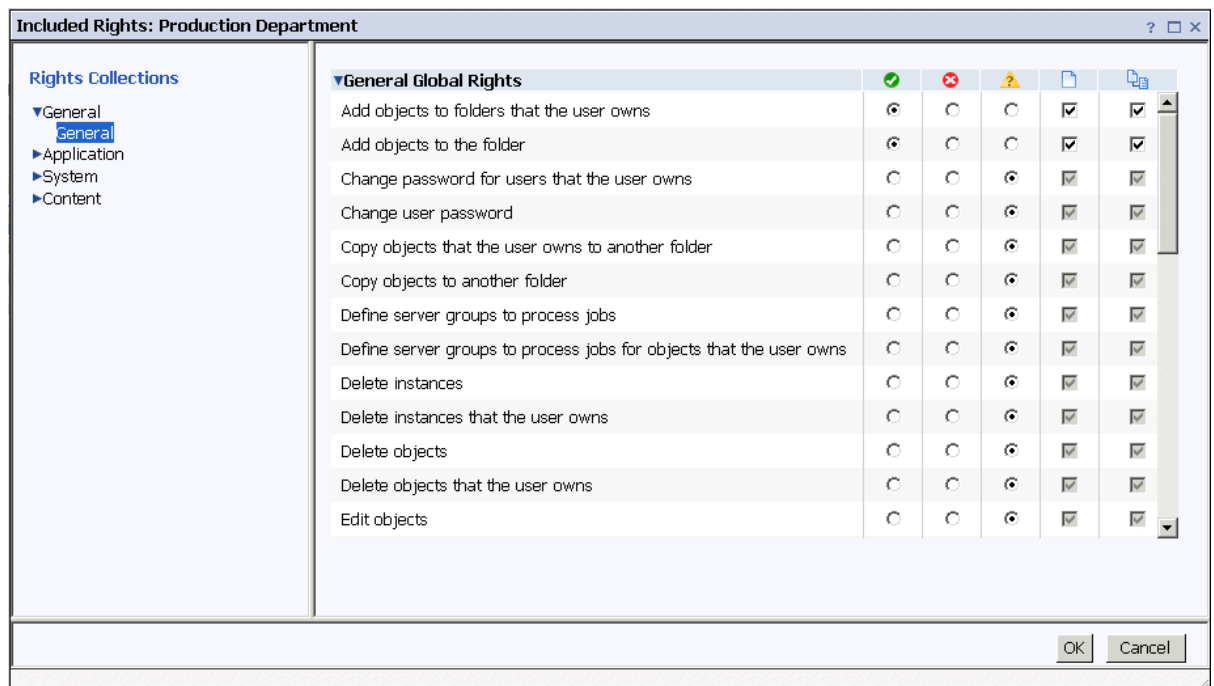 Included Rights: Production Department
Rights Collections
General
General
Application
System
Content
General Global Rights
Add objects to folders that the user owns
Add objects to the folder
Change password for users that the user owns
Change user password
Copy objects that the user owns to another folder
Copy objects to another folder
Define server groups to process jobs
Define server groups to process jobs for objects that the user owns
Delete instances
Delete instances that the user owns
Delete objects
Delete objects that the user owns
Edit objects
OK Cancel